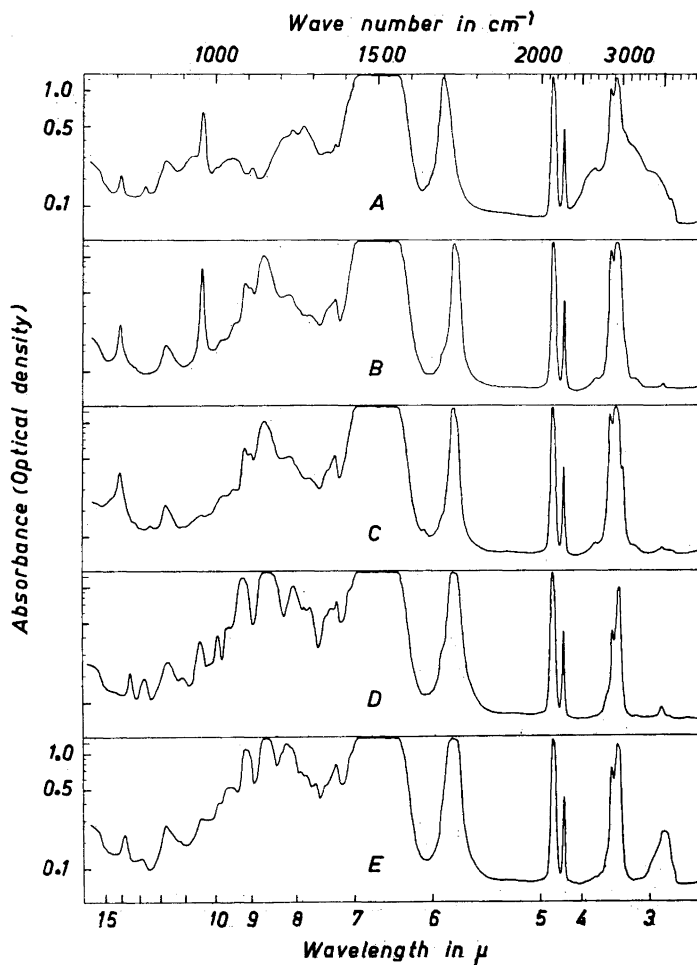 Wave number in cm⁻¹
1000 1500 2000 3000
1.0
0.5
0.1
A
B
C
D
1.0
0.5
0.1
E
Absorbance (Optical density)
15 10 9 8 7 6 5 4 3
Wavelength in µ